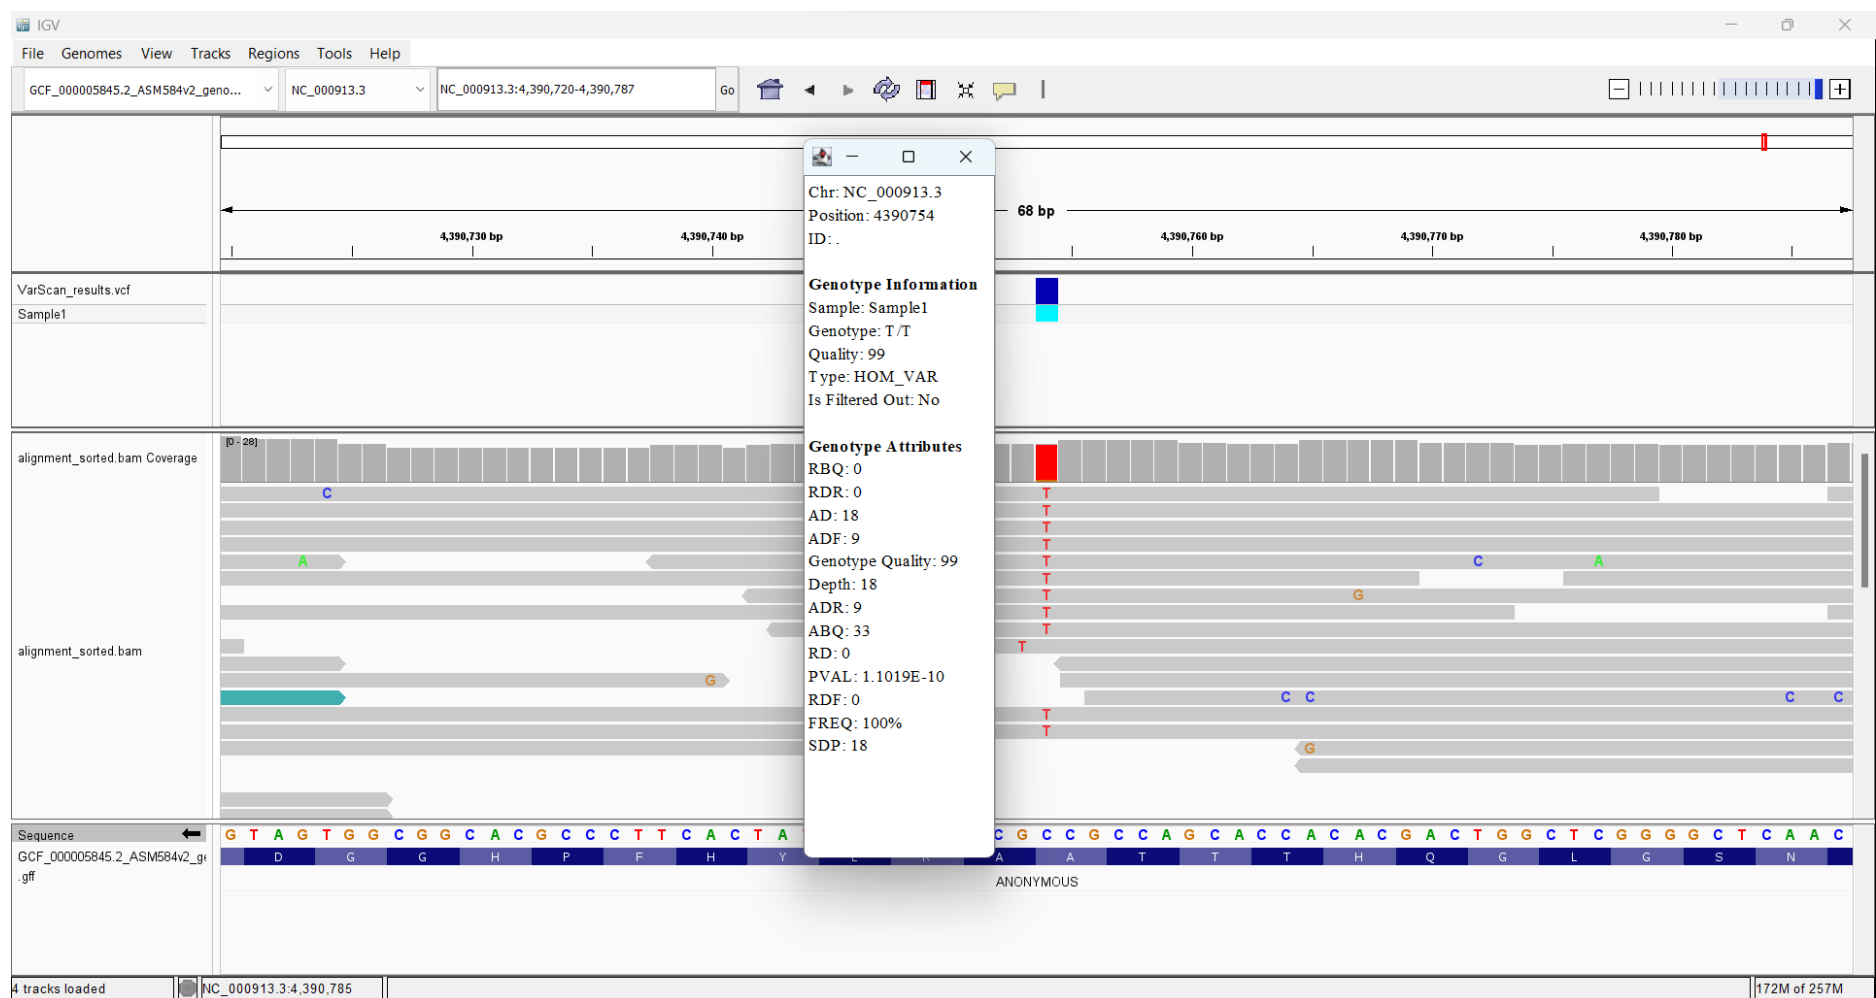 IGV
File Genomes View Tracks Regions Tools Help
GCF_000005845.2_ASM584v2_geno... NC_000913.3 NC_000913.3:4,390,720-4,390,787 Go
Chr: NC_000913.3
Position: 4390754
ID: .
Genotype Information
Sample: Sample1
Genotype: T/T
Quality: 99
Type: HOM_VAR
Is Filtered Out: No
Genotype Attributes
RBQ: 0
RDR: 0
AD: 18
ADF: 9
Genotype Quality: 99
Depth: 18
ADR: 9
ABQ: 33
RD: 0
PVAL: 1.1019E-10
RDF: 0
FREQ: 100%
SDP: 18
68 bp
4,390,730 bp 4,390,740 bp 4,390,760 bp 4,390,770 bp 4,390,780 bp
VarScan_results.vcf
Sample1
[0 - 28]
alignment_sorted.bam Coverage
C T
T
T
T
A T C A
T
T G
T
T
alignment_sorted.bam T
G
C C C C
T
T
G
Sequence G T A G T G G C G G C A C G C C C T T C A C T A C G C C G C C A G C A C C A C A C G A C T G G C T C G G G G C T C A A C
GCF_000005845.2_ASM584v2_ge D G G H P F H Y A A T T T H Q G L G S N
.gff
ANONYMOUS
4 tracks loaded NC_000913.3:4,390,785 172M of 257M